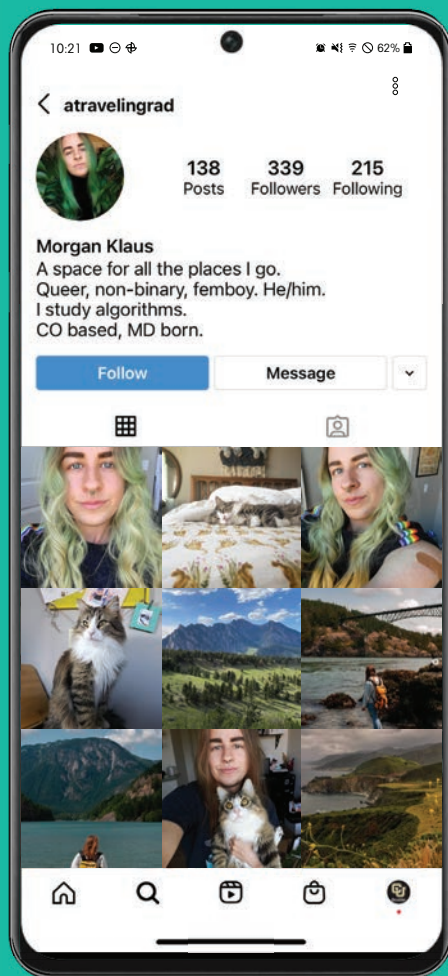 10:21 62%
atravelingrad
138 339 215
Posts Followers Following
Morgan Klaus
A space for all the places I go.
Queer, non-binary, femboy. He/him.
I study algorithms.
CO based, MD born.
Follow Message